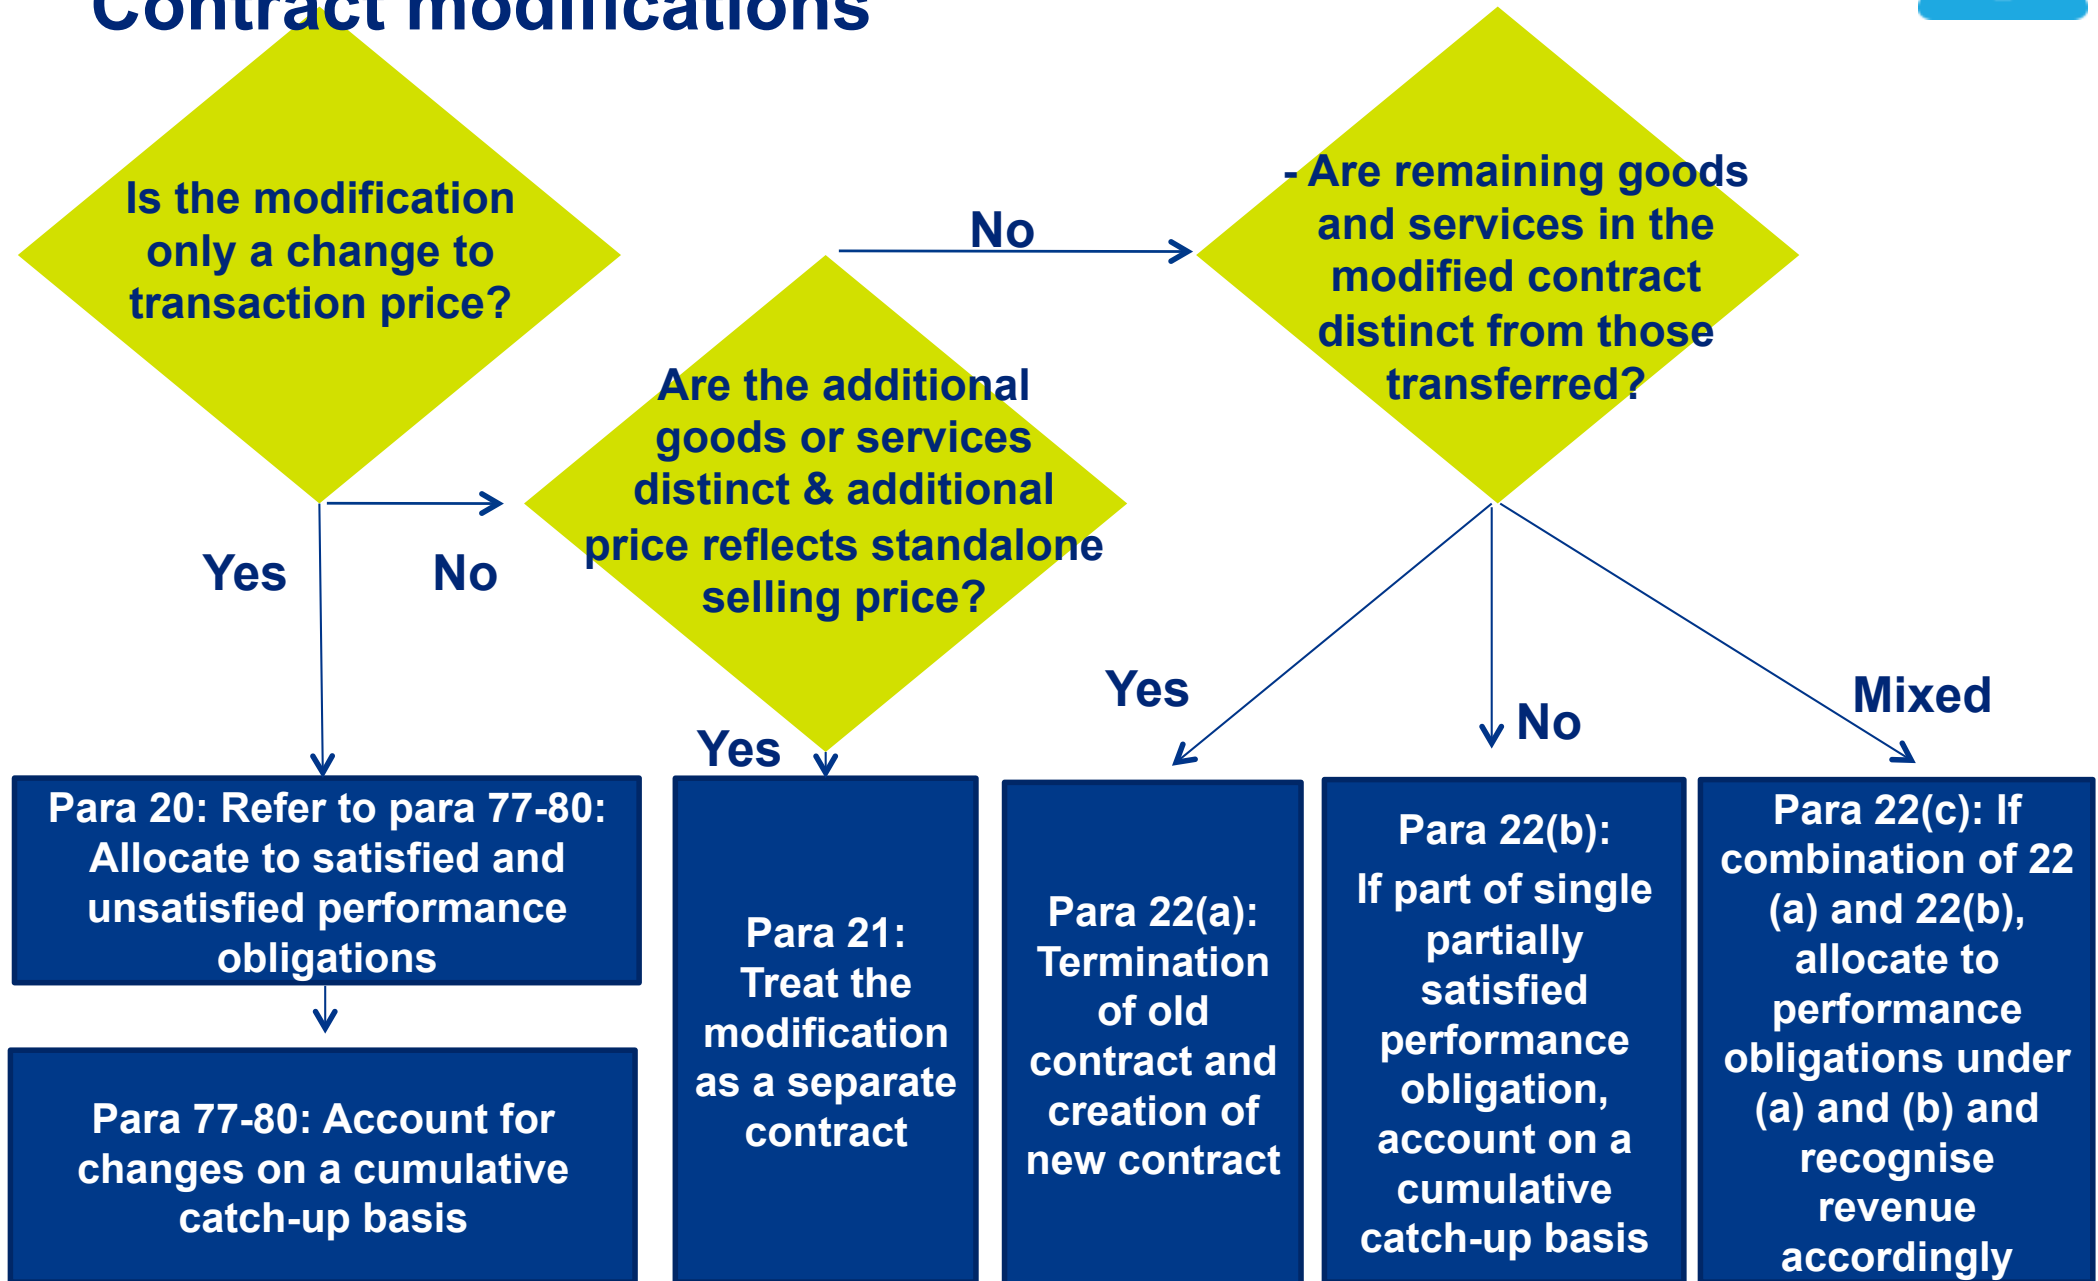 Contract modifications
Is the modification
only a change to
transaction price?
Yes
No
Are the additional
goods or services
distinct & additional
price reflects standalone
selling price?
No
Yes
- Are remaining goods
and services in the
modified contract
distinct from those
transferred?
Yes
No
Mixed
Para 20: Refer to para 77-80:
Allocate to satisfied and
unsatisfied performance
obligations
Para 77-80: Account for
changes on a cumulative
catch-up basis
Para 21:
Treat the
modification
as a separate
contract
Para 22(a):
Termination
of old
contract and
creation of
new contract
Para 22(b):
If part of single
partially
satisfied
performance
obligation,
account on a
cumulative
catch-up basis
Para 22(c): If
combination of 22
(a) and 22(b),
allocate to
performance
obligations under
(a) and (b) and
recognise
revenue
accordingly